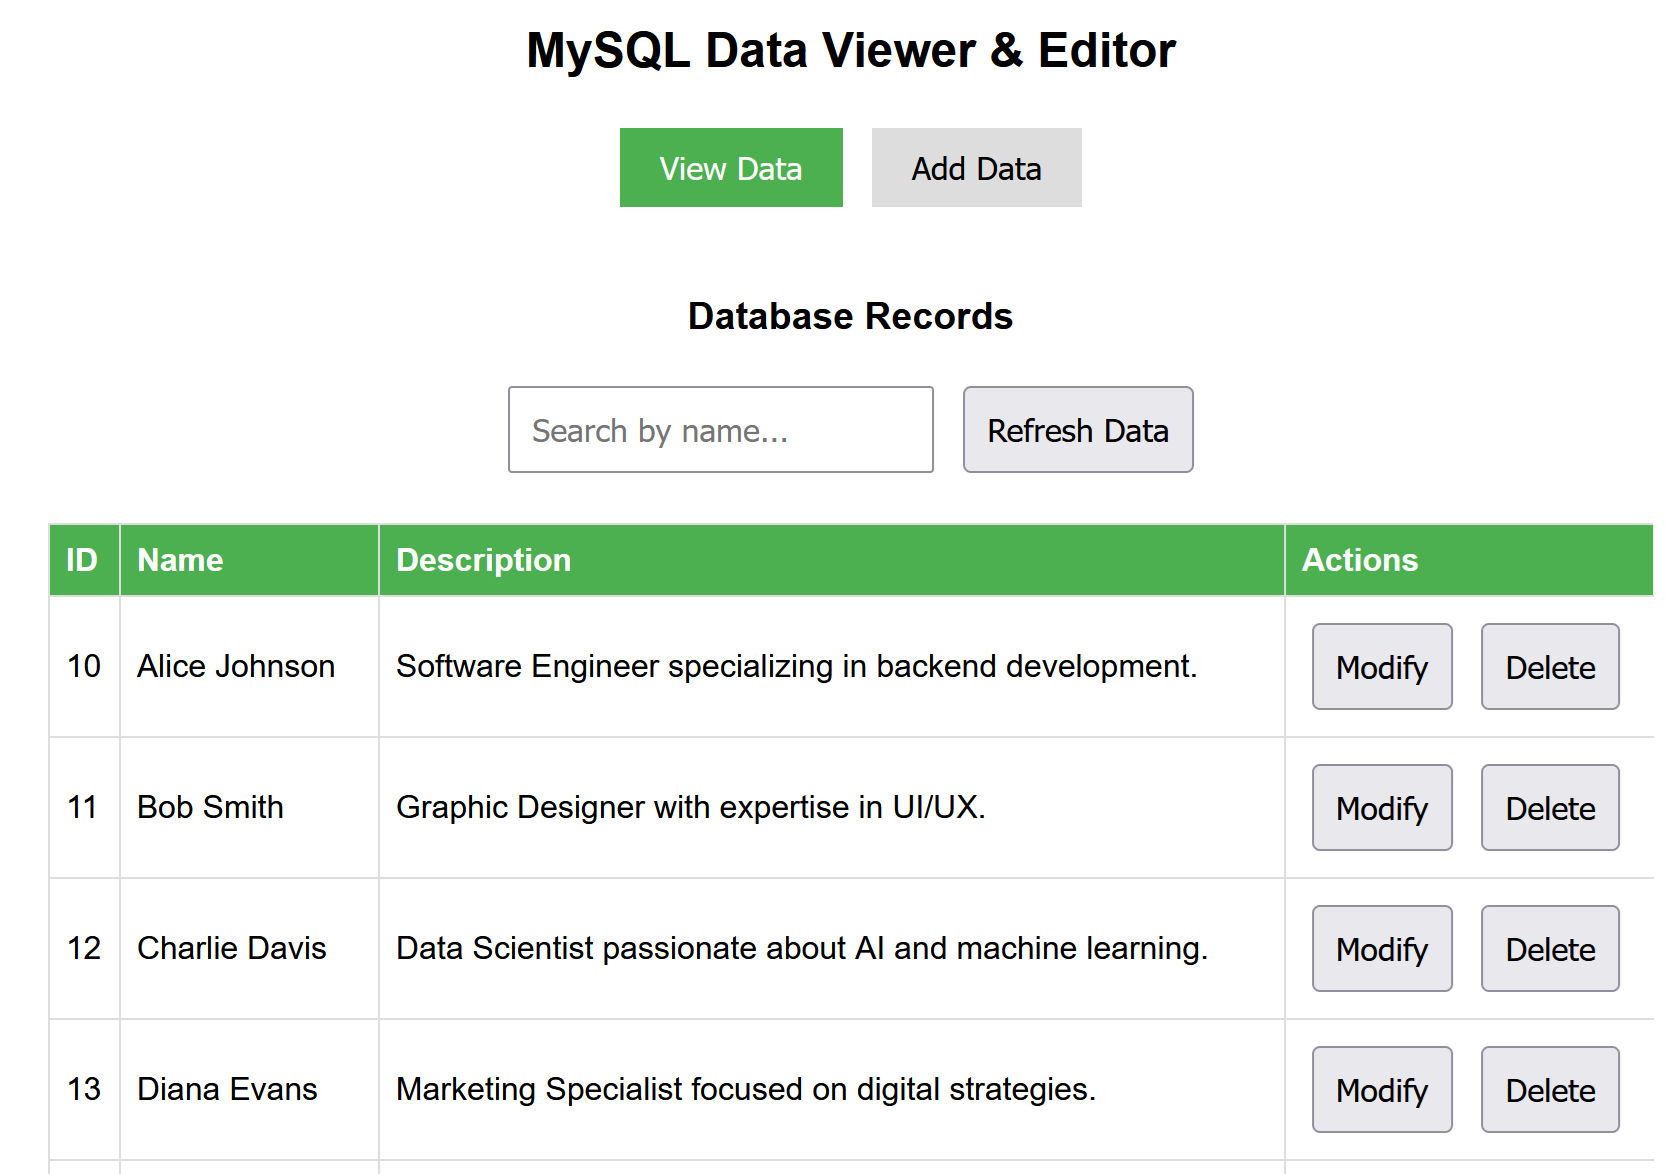 MySQL Data Viewer & Editor
View Data Add Data
Database Records
Search by name... Refresh Data
ID Name Description Actions
10 Alice Johnson Software Engineer specializing in backend development. Modify Delete
11 Bob Smith Graphic Designer with expertise in UI/UX. Modify Delete
12 Charlie Davis Data Scientist passionate about AI and machine learning. Modify Delete
13 Diana Evans Marketing Specialist focused on digital strategies. Modify Delete